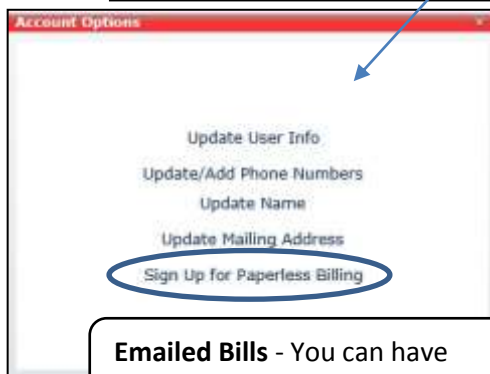 Account Options
Update User Info
Update/Add Phone Numbers
Update Name
Update Mailing Address
Sign Up for Paperless Billing
Emailed Bills - You can have